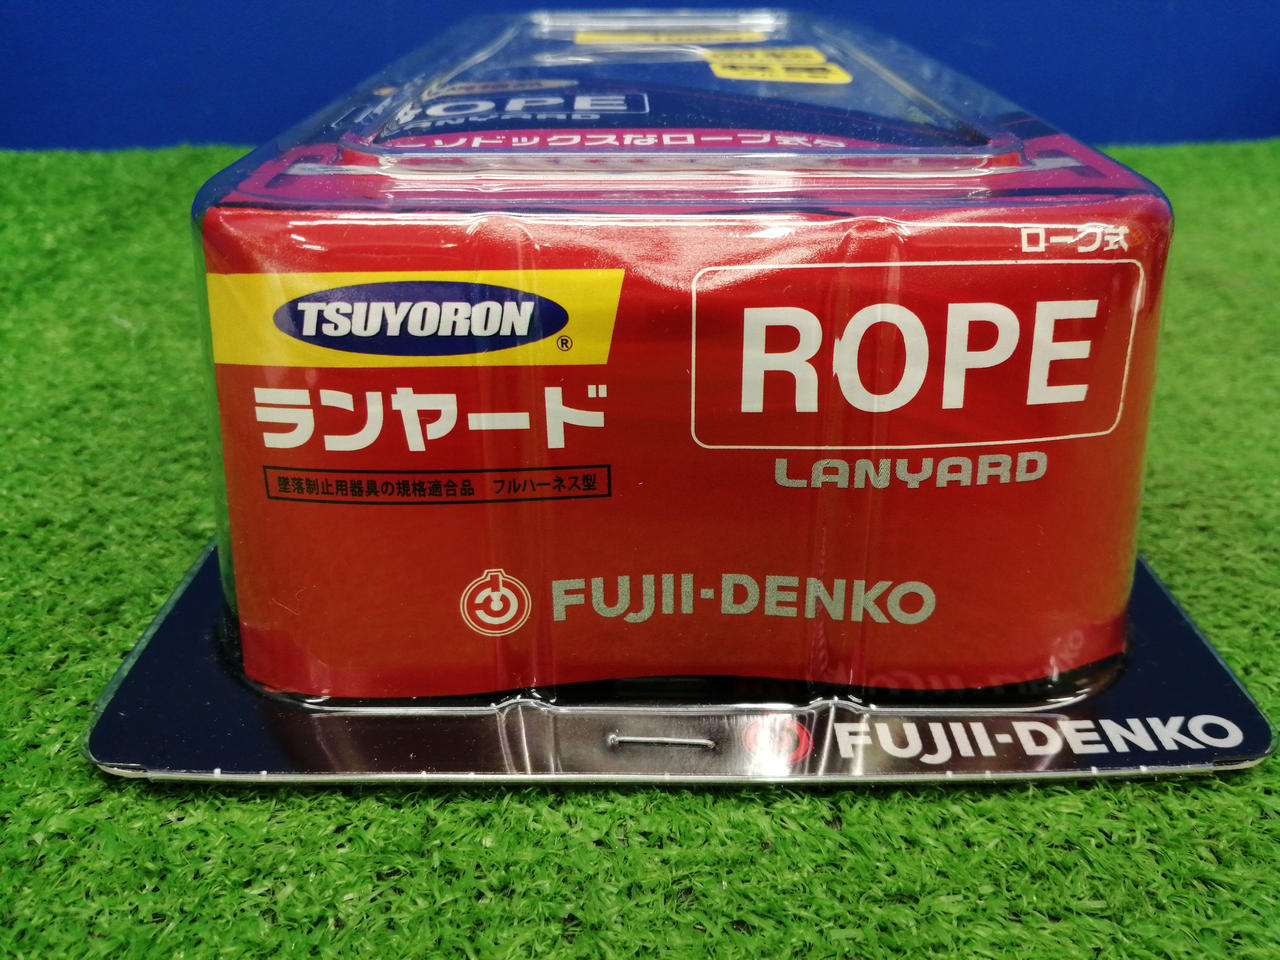 ROPE
LANYARD
ソドックスなロープ式
ロープ式
TSUYORON
®
ROPE
ランヤード
LANYARD
墜落制止用器具の規格適合品 フルハーネス型
FUJII-DENKO
FUJII-DENKO